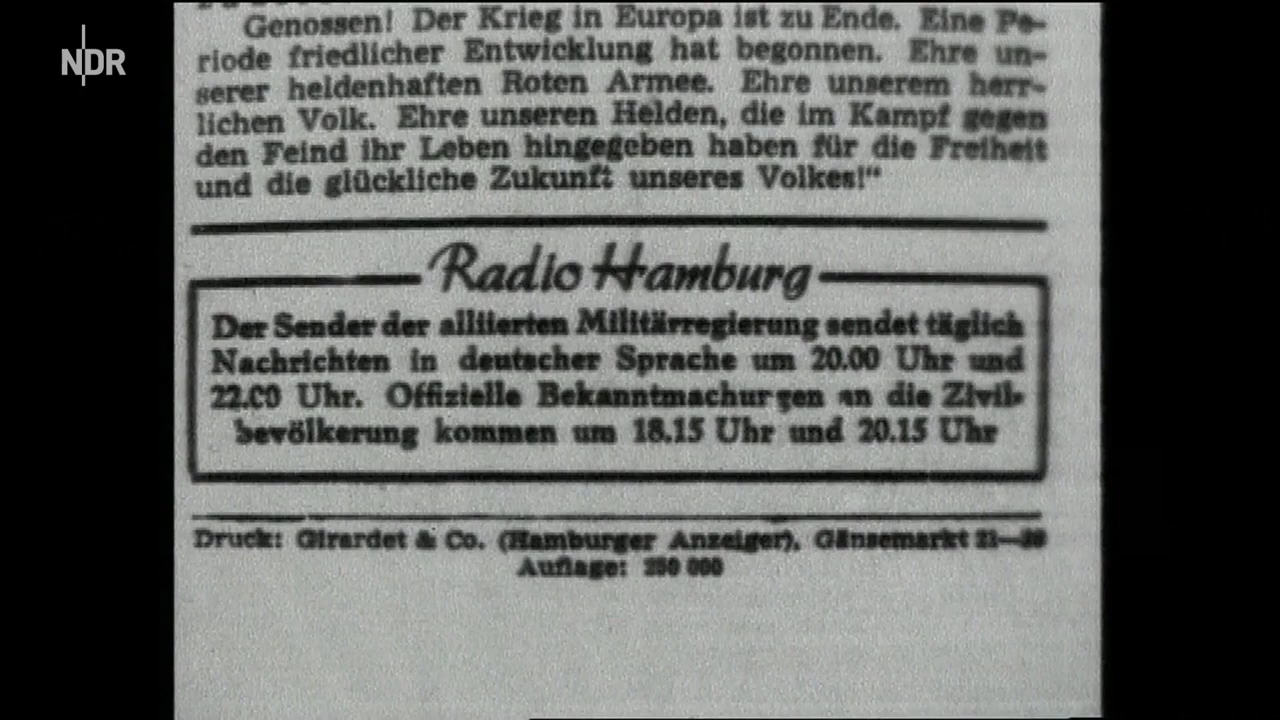 NDR
Genossen! Der Krieg in Europa ist zu Ende. Eine Pe-
riode friedlicher Entwicklung hat begonnen. Ehre un-
serer heldenhaften Roten Armee. Ehre unserem herr-
lichen Volk. Ehre unseren Helden, die im Kampf gegen
den Feind ihr Leben hingegeben haben für die Freiheit
und die glückliche Zukunft unseres Volkes!“
Radio Hamburg
Der Sender der alliierten Militärregierung sendet täglich
Nachrichten in deutscher Sprache um 20.00 Uhr und
22.00 Uhr. Offizielle Bekanntmachungen an die Zivil-
bevölkerung kommen um 18.15 Uhr und 20.15 Uhr
Druck: Girardet & Co. (Hamburger Anzeiger), Gänsemarkt
Auflage: